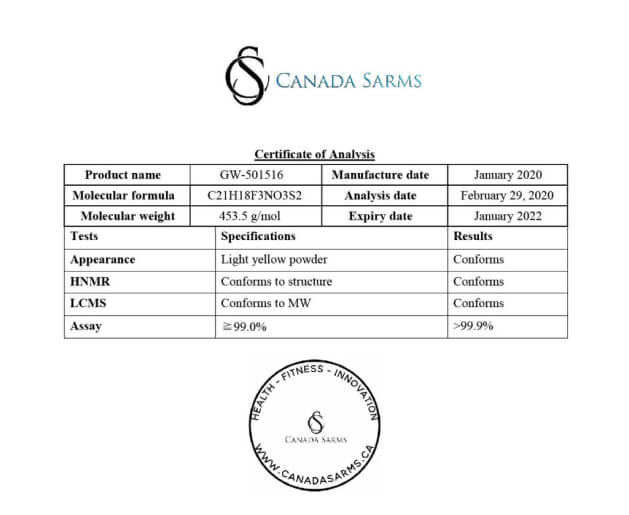 CANADA SARMS
Certificate of Analysis
Product name GW-501516 Manufacture date January 2020
Molecular formula C21H18F3NO3S2 Analysis date February 29, 2020
Molecular weight 453.5 g/mol Expiry date January 2022
Tests Specifications Results
Appearance Light yellow powder Conforms
HNMR Conforms to structure Conforms
LCMS Conforms to MW Conforms
Assay ≧99.0% >99.9%
HEALTH - FITNESS - INNOVATION
CANADA SARMS
WWW.CANADASARMS.CA